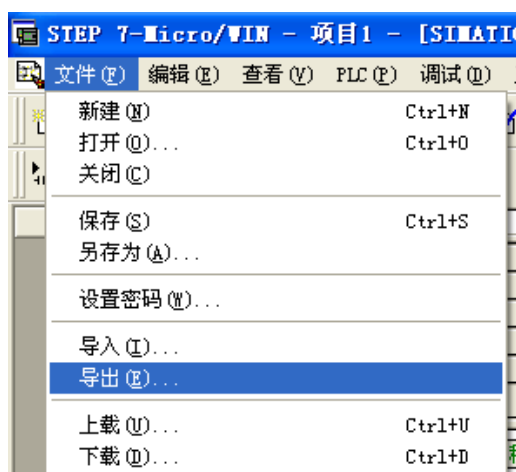 STEP 7-Micro/WIN - 项目1 - [SIMATI
文件(F) 编辑(E) 查看(V) PLC(P) 调试(D)
新建(N) Ctrl+N
打开(O)... Ctrl+O
关闭(C)
保存(S) Ctrl+S
另存为(A)...
设置密码(W)...
导入(I)...
导出(E)...
上载(U)... Ctrl+U
下载(D)... Ctrl+D